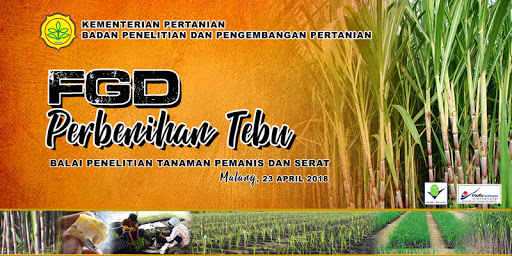 KEMENTERIAN PERTANIAN
BADAN PENELITIAN DAN PENGEMBANGAN PERTANIAN
FGD
Perbenihan Tebu
BALAI PENELITIAN TANAMAN PEMANIS DAN SERAT
Malang, 23 APRIL 2018